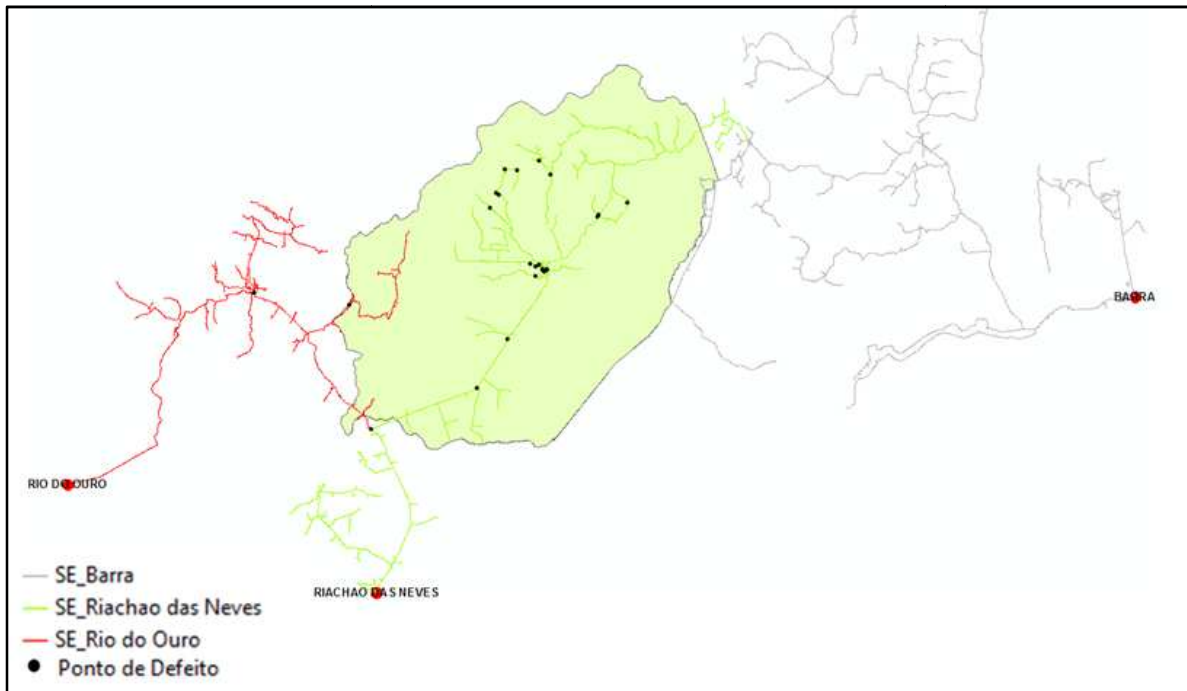 BARRA
RIO DO OURO
RIACHAO DAS NEVES
SE_Barra
SE_Riachao das Neves
SE_Rio do Ouro
Ponto de Defeito